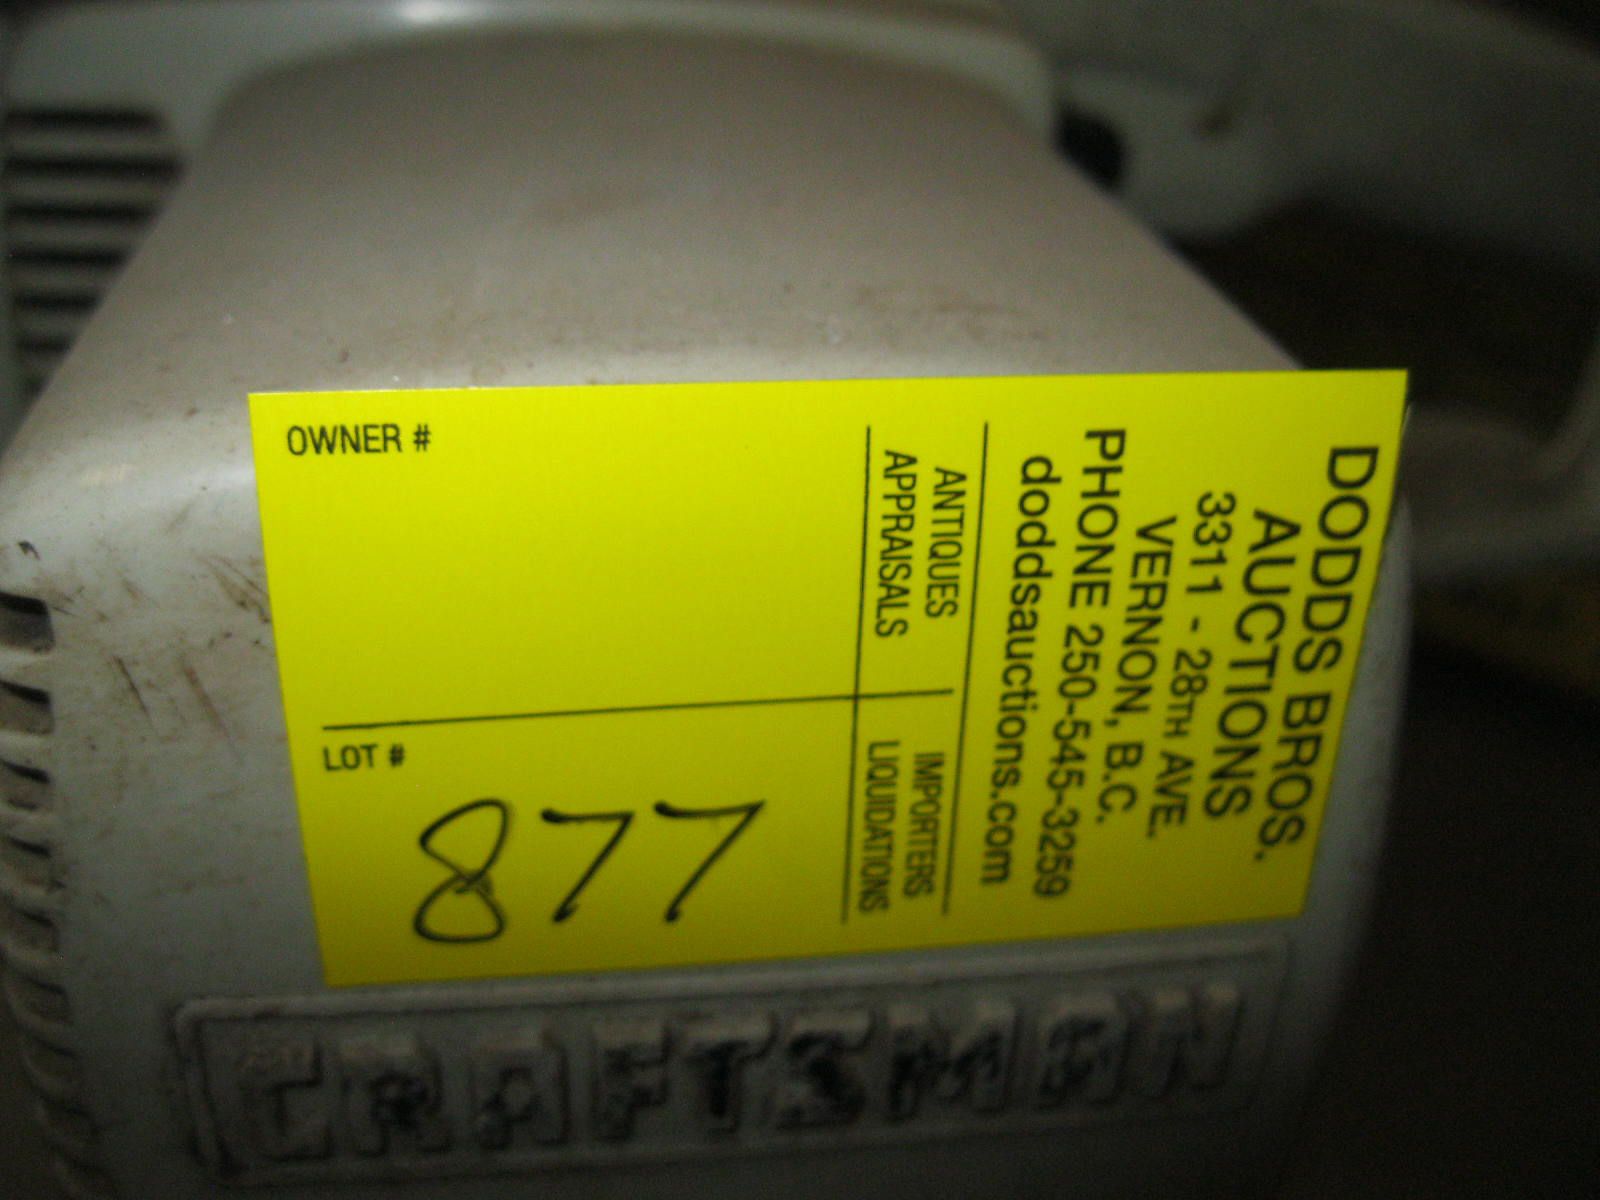 DODDS BROS.
AUCTIONS
3311 - 28TH AVE.
VERNON, B.C.
PHONE 250-545-3259
doddsauctions.com
ANTIQUES
APPRAISALS
IMPORTERS
LIQUIDATIONS
OWNER #
LOT #
877
CRAFTSMAN